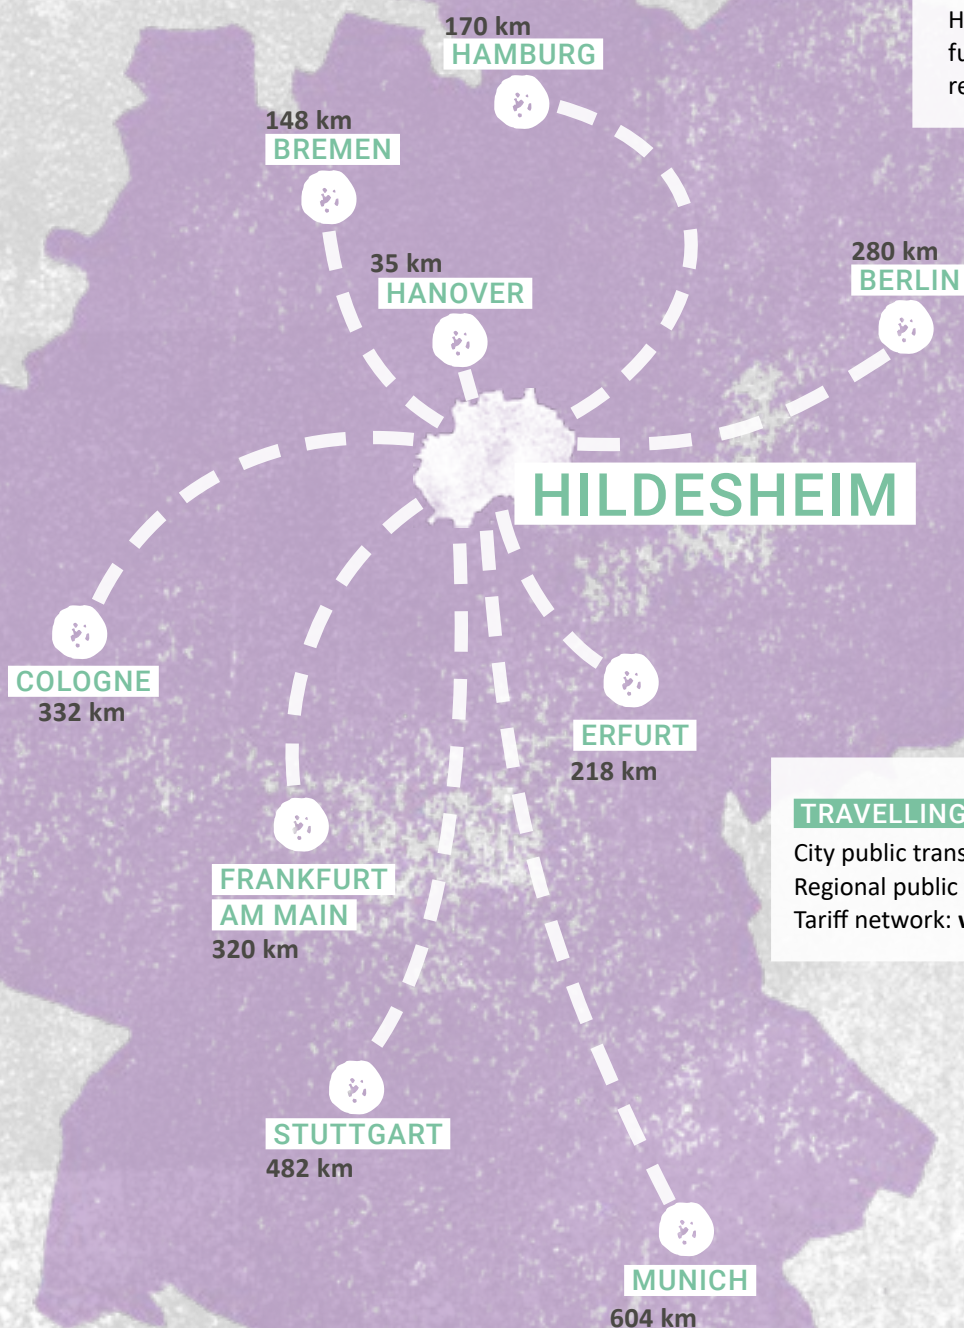 170 km
HAMBURG
148 km
BREMEN
35 km
HANOVER
280 km
BERLIN
HILDESHEIM
COLOGNE
332 km
ERFURT
218 km
FRANKFURT
AM MAIN
320 km
TRAVELLING
City public
Regional public
Tariff network:
STUTTGART
482 km
MUNICH
604 km